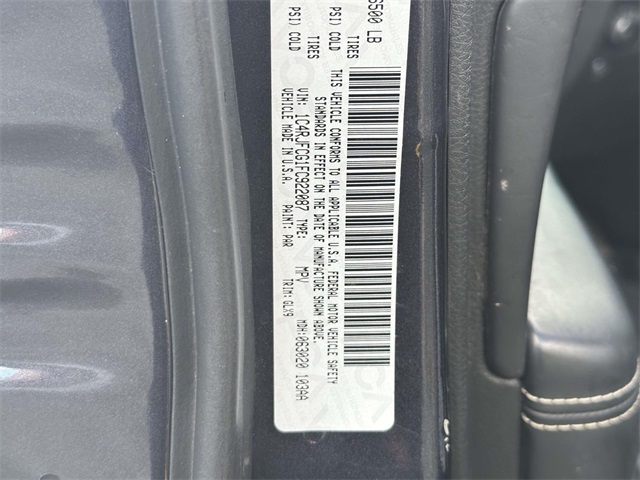 6500 LB
TIRES
PSI) COLD
TIRES
PSI) COLD
THIS VEHICLE CONFORMS TO ALL APPLICABLE U.S.A. FEDERAL MOTOR VEHICLE SAFETY
STANDARDS IN EFFECT ON THE DATE OF MANUFACTURE SHOWN ABOVE.
VIN: 1C4RJFCG1FC922087 TYPE: MPV MDH: 063020 103AA
VEHICLE MADE IN U.S.A. PAINT: PAR TRIM: GLX9